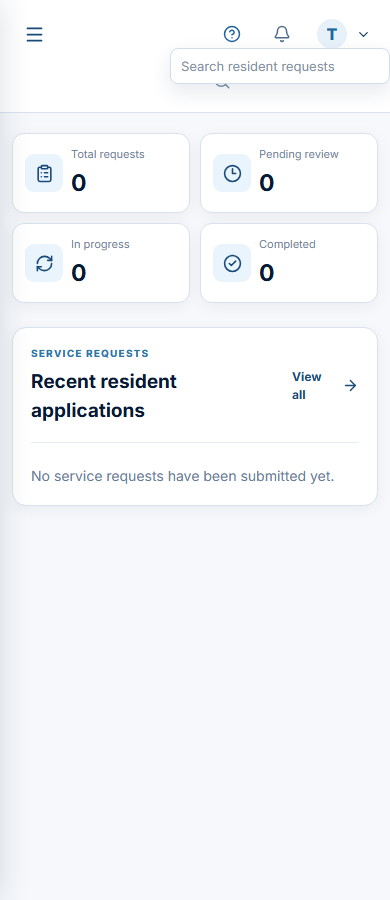 T
Search resident requests
Total requests
0
Pending review
0
In progress
0
Completed
0
SERVICE REQUESTS
Recent resident
applications
View
all
No service requests have been submitted yet.